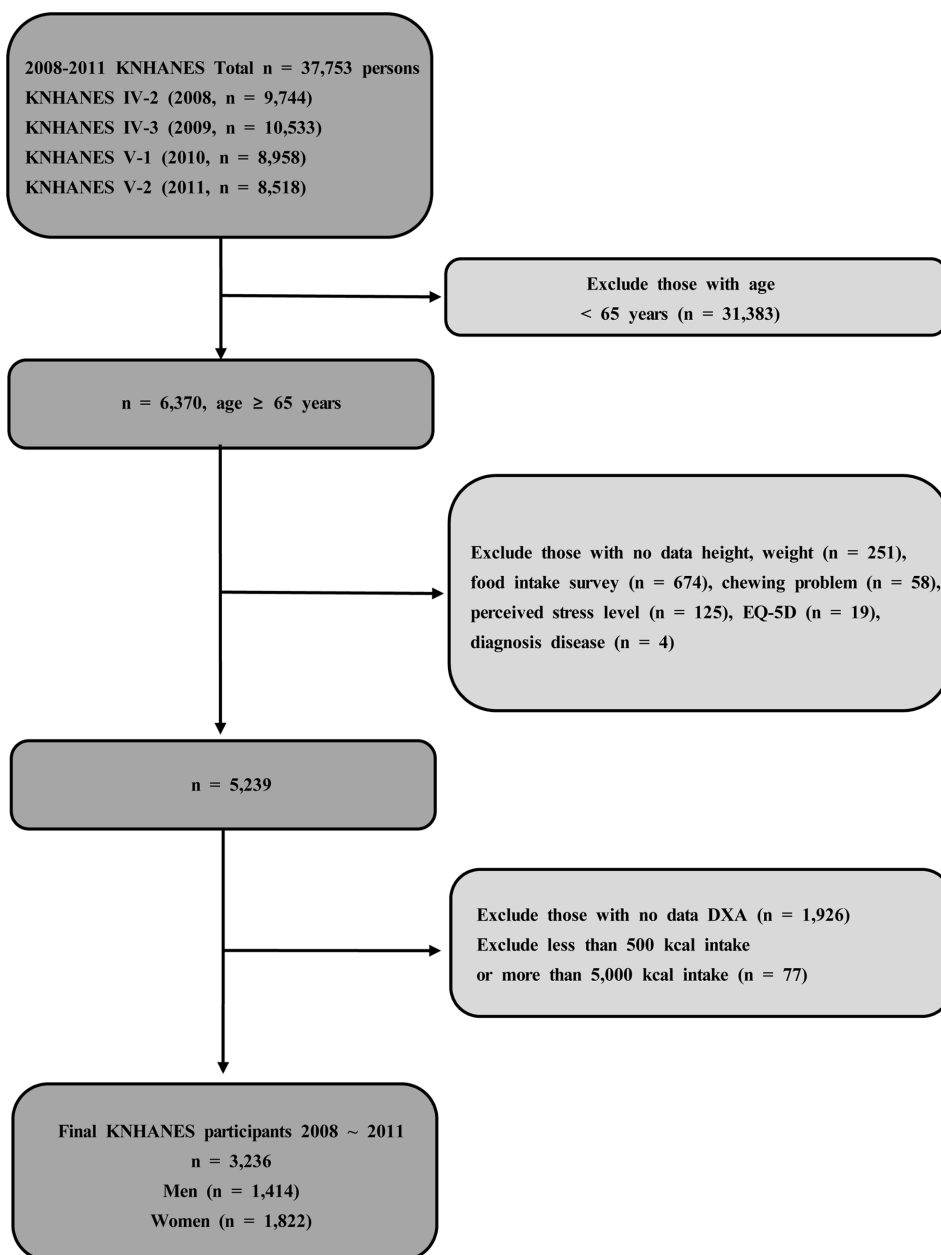 2008-2011 KNHANES Total n = 37,753 persons
KNHANES IV-2 (2008, n = 9,744)
KNHANES IV-3 (2009, n = 10,533)
KNHANES V-1 (2010, n = 8,958)
KNHANES V-2 (2011, n = 8,518)
Exclude those with age
< 65 years (n = 31,383)
n = 6,370, age ≥ 65 years
Exclude those with no data height, weight (n = 251),
food intake survey (n = 674), chewing problem (n = 58),
perceived stress level (n = 125), EQ-5D (n = 19),
diagnosis disease (n = 4)
n = 5,239
Exclude those with no data DXA (n = 1,926)
Exclude less than 500 kcal intake
or more than 5,000 kcal intake (n = 77)
Final KNHANES participants 2008 ~ 2011
n = 3,236
Men (n = 1,414)
Women (n = 1,822)